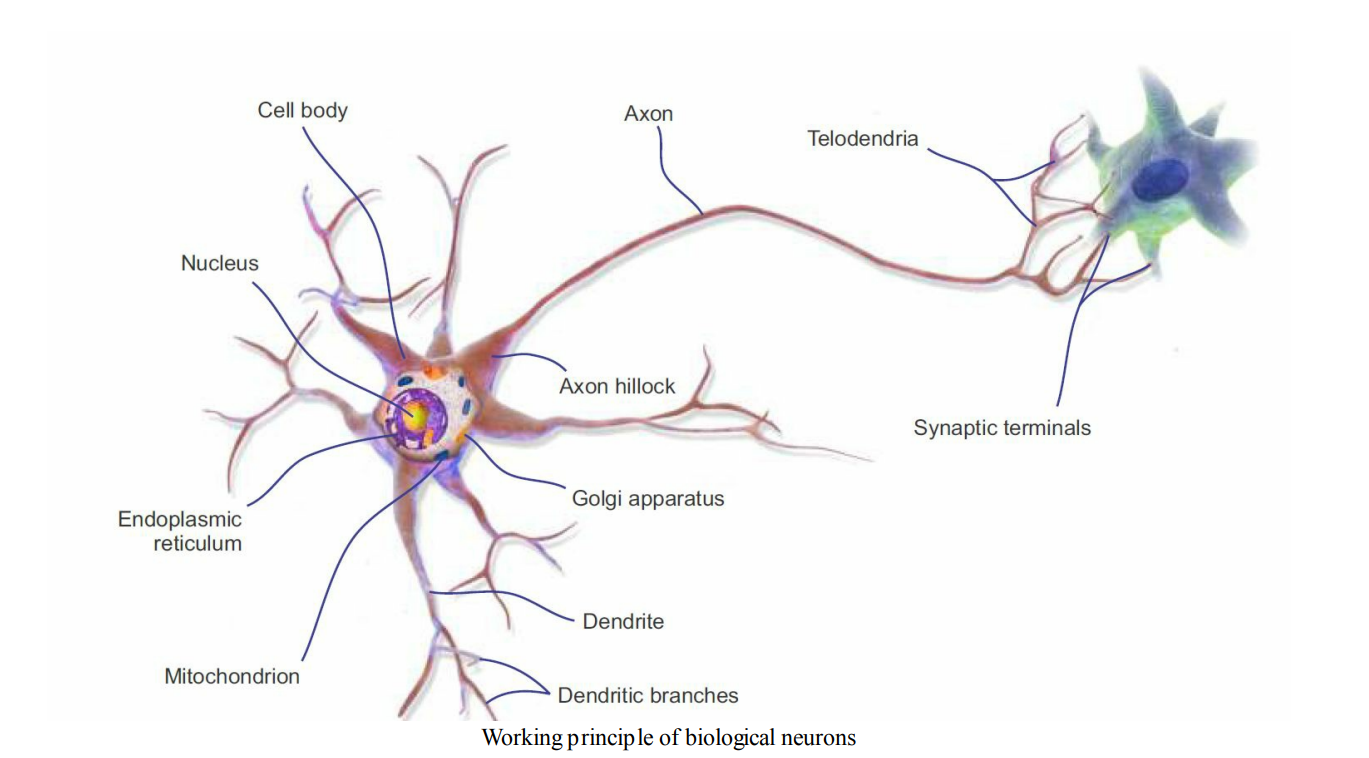 Cell body
Axon
Telodendria
Nucleus
Axon hillock
Synaptic terminals
Golgi apparatus
Endoplasmic
reticulum
Dendrite
Mitochondrion
Dendritic branches
Working principle of biological neurons